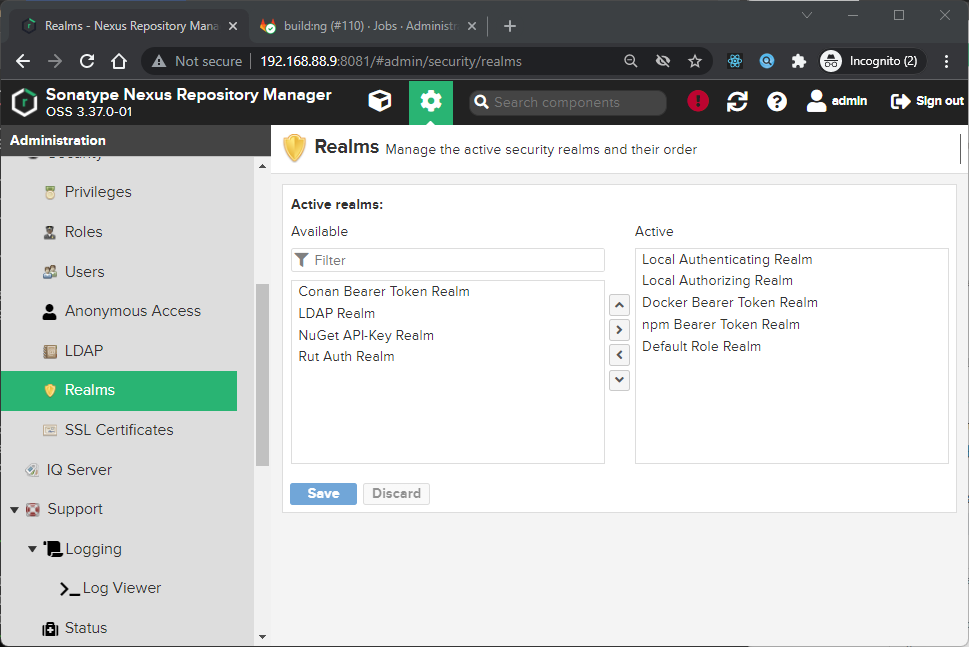 Realms - Nexus Repository Mana
build:ng (#110) · Jobs · Administra
Not secure
192.168.88.9:8081/#admin/security/realms
Incognito (2)
Sonatype Nexus Repository Manager
OSS 3.37.0-01
Search components
admin
Sign out
Administration
Security
Privileges
Roles
Users
Anonymous Access
LDAP
Realms
SSL Certificates
IQ Server
Support
Logging
Log Viewer
Status
Realms Manage the active security realms and their order
Active realms:
Available
Filter
Conan Bearer Token Realm
LDAP Realm
NuGet API-Key Realm
Rut Auth Realm
Active
Local Authenticating Realm
Local Authorizing Realm
Docker Bearer Token Realm
npm Bearer Token Realm
Default Role Realm
Save
Discard